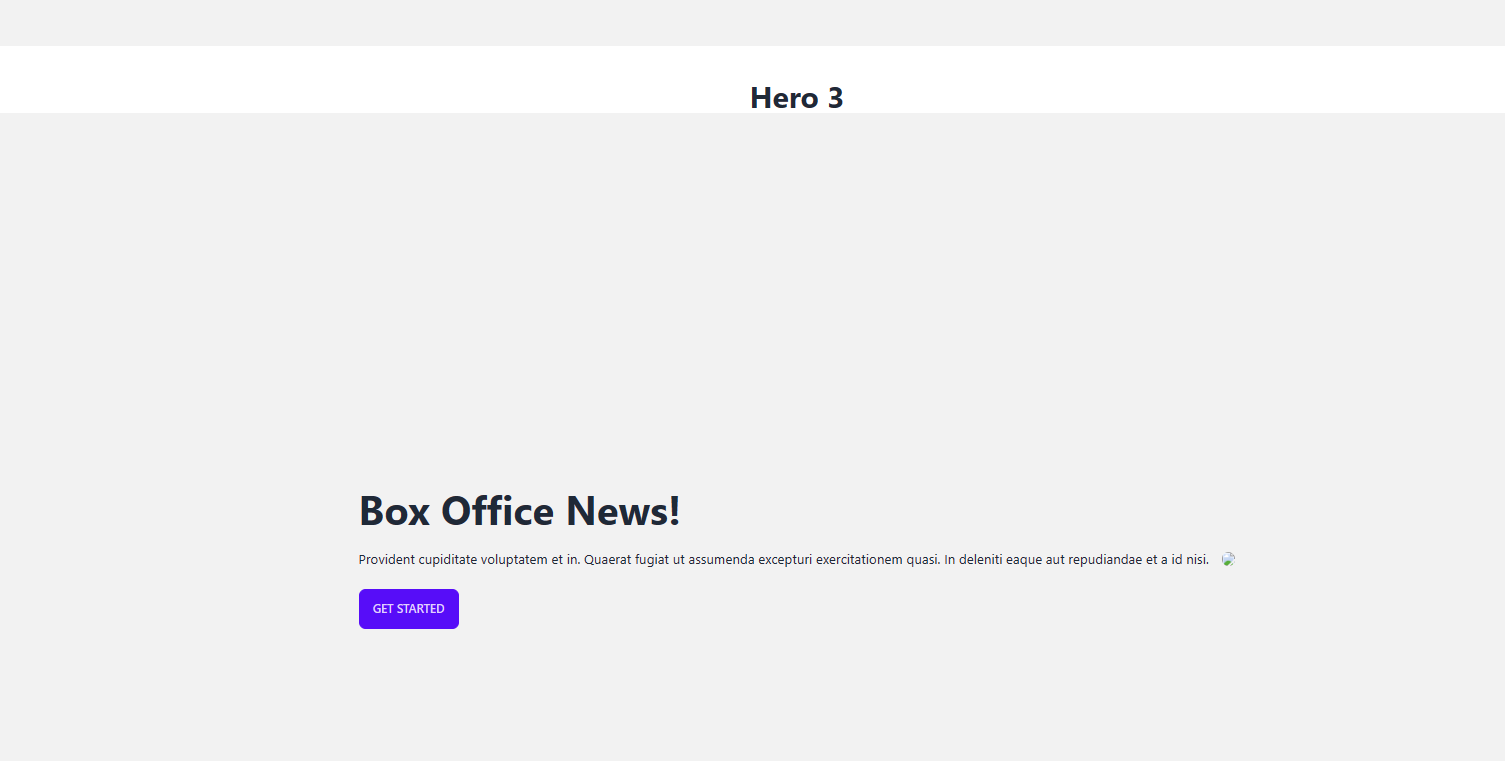 Hero 3
Box Office News!
Provident cupiditate voluptatem et in. Quaerat fugiat ut assumenda excepturi exercitationem quasi. In deleniti eaque aut repudiandae et a id nisi.
GET STARTED